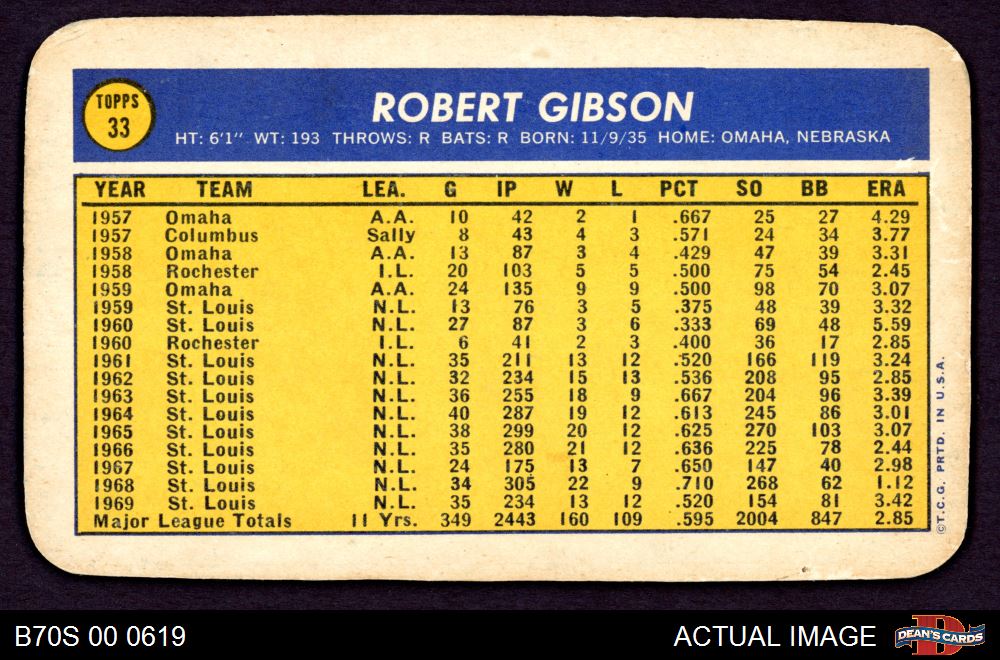 TOPPS
33
ROBERT GIBSON
HT: 6'1" WT: 193 THROWS: R BATS: R BORN: 11/9/35 HOME: OMAHA, NEBRASKA
YEAR TEAM LEA. G IP W L PCT SO BB ERA
1957 Omaha A.A. 10 42 2 1 .667 25 27 4.29
1957 Columbus Sally 8 43 4 3 .571 24 34 3.77
1958 Omaha A.A. 13 87 3 4 .429 47 39 3.31
1958 Rochester I.L. 20 103 5 5 .500 75 54 2.45
1959 Omaha A.A. 24 135 9 9 .500 98 70 3.07
1959 St. Louis N.L. 13 76 3 5 .375 48 39 3.32
1960 St. Louis N.L. 27 87 3 6 .333 69 48 5.59
1960 Rochester I.L. 6 41 2 3 .400 36 17 2.85
1961 St. Louis N.L. 35 211 13 12 .520 166 119 3.24
1962 St. Louis N.L. 32 234 15 13 .536 208 95 2.85
1963 St. Louis N.L. 36 255 18 9 .667 204 96 3.39
1964 St. Louis N.L. 40 287 19 12 .613 245 86 3.01
1965 St. Louis N.L. 38 299 20 12 .625 270 103 3.07
1966 St. Louis N.L. 35 280 21 12 .636 225 78 2.44
1967 St. Louis N.L. 24 175 13 7 .650 147 40 2.98
1968 St. Louis N.L. 34 305 22 9 .710 268 62 1.12
1969 St. Louis N.L. 35 234 13 12 .520 154 81 3.42
Major League Totals 11 Yrs. 349 2443 160 109 .595 2004 847 2.85
©T.C.G. PRTD. IN U.S.A.
B70S 00 0619
ACTUAL IMAGE
DEAN'S CARDS